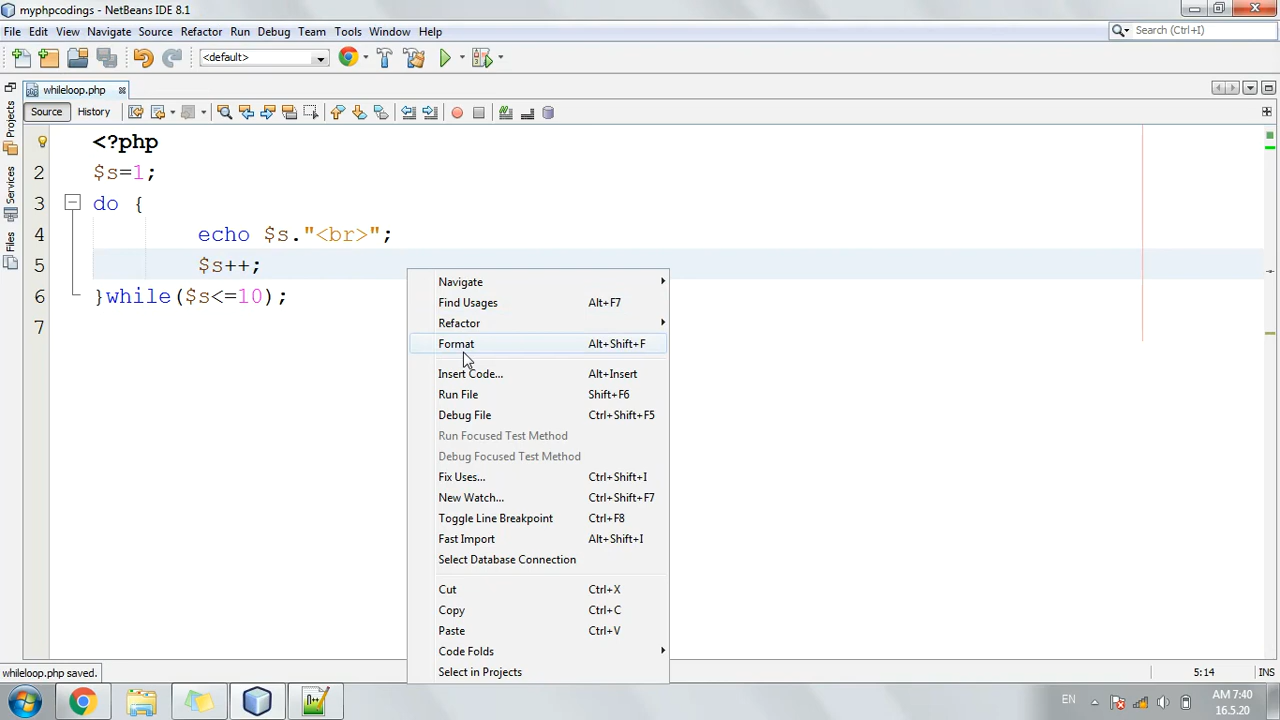 myphpcodings - NetBeans IDE 8.1
File Edit View Navigate Source Refactor Run Debug Team Tools Window Help
Search (Ctrl+I)
<default>
whileloop.php
Source History
Projects
Services
Files
<?php
2 $s=1;
3 do {
4 echo $s."<br>";
5 $s++;
6 }while($s<=10);
7
Navigate
Find Usages Alt+F7
Refactor
Format Alt+Shift+F
Insert Code... Alt+Insert
Run File Shift+F6
Debug File Ctrl+Shift+F5
Run Focused Test Method
Debug Focused Test Method
Fix Uses... Ctrl+Shift+I
New Watch... Ctrl+Shift+F7
Toggle Line Breakpoint Ctrl+F8
Fast Import Alt+Shift+I
Select Database Connection
Cut Ctrl+X
Copy Ctrl+C
Paste Ctrl+V
Code Folds
Select in Projects
whileloop.php saved.
5:14 INS
EN
AM 7:40
16.5.20